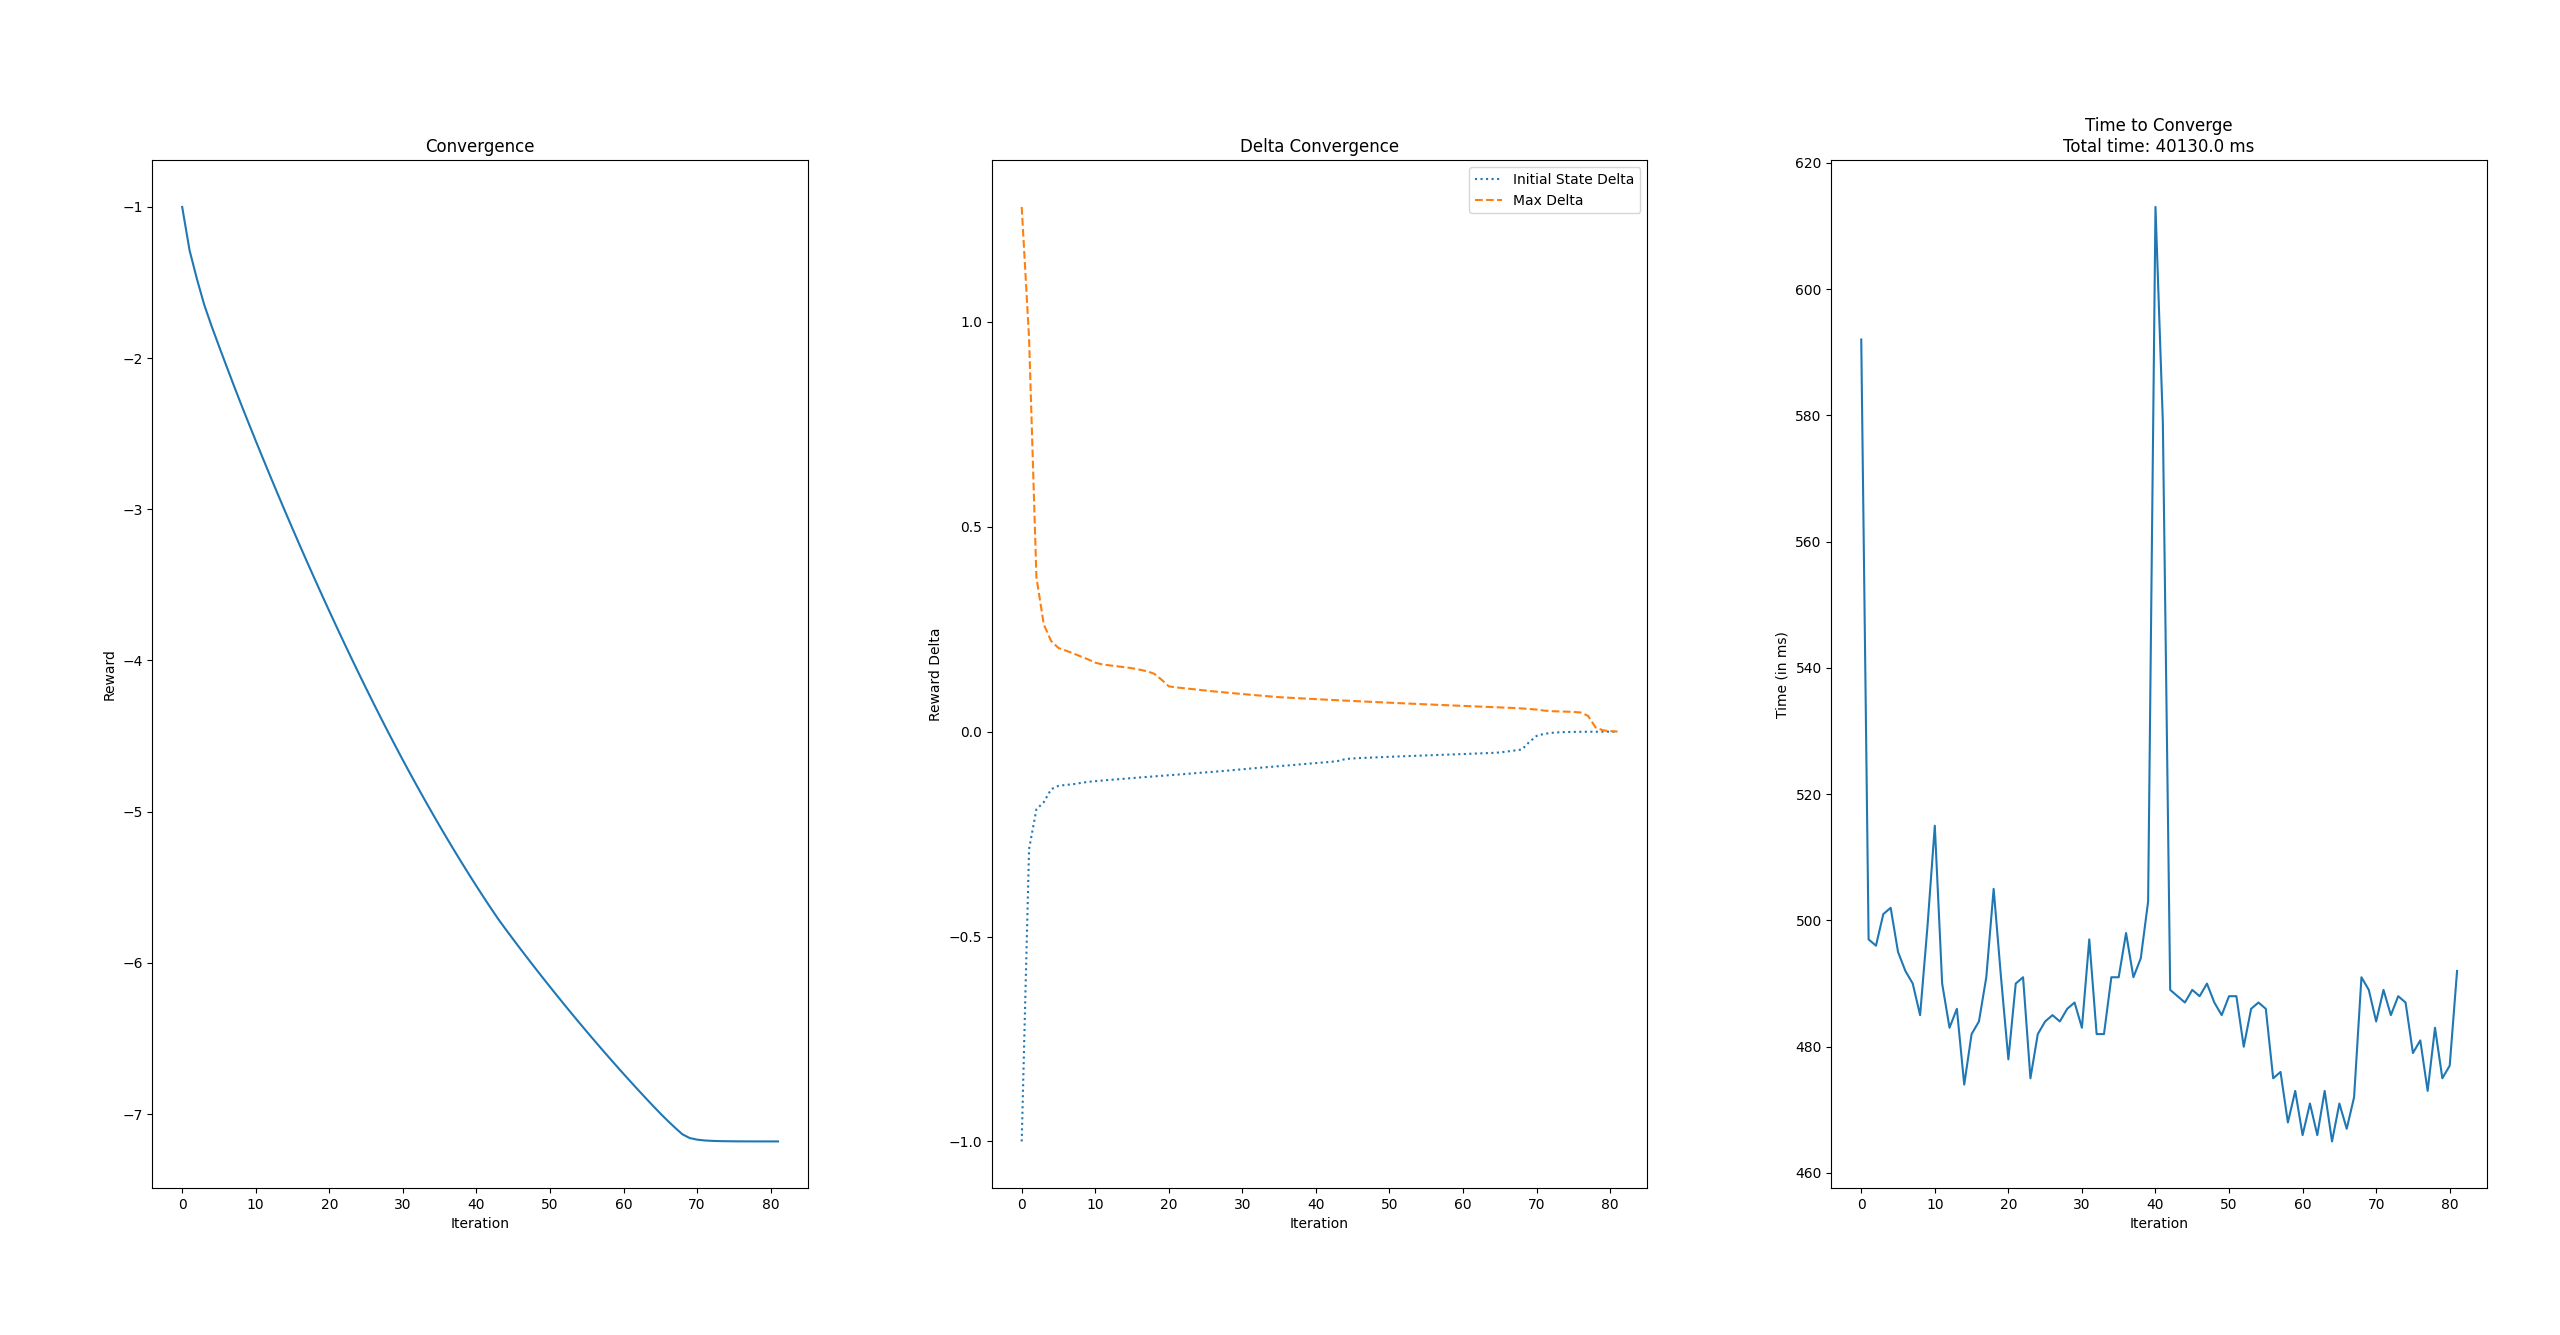 Convergence
−1
−2
−3
−4
−5
−6
−7
Reward
0 10 20 30 40 50 60 70 80
Iteration
Delta Convergence
Initial State Delta
Max Delta
1.0
0.5
0.0
−0.5
−1.0
Reward Delta
0 10 20 30 40 50 60 70 80
Iteration
Time to Converge
Total time: 40130.0 ms
620
600
580
560
540
520
500
480
460
Time (in ms)
0 10 20 30 40 50 60 70 80
Iteration